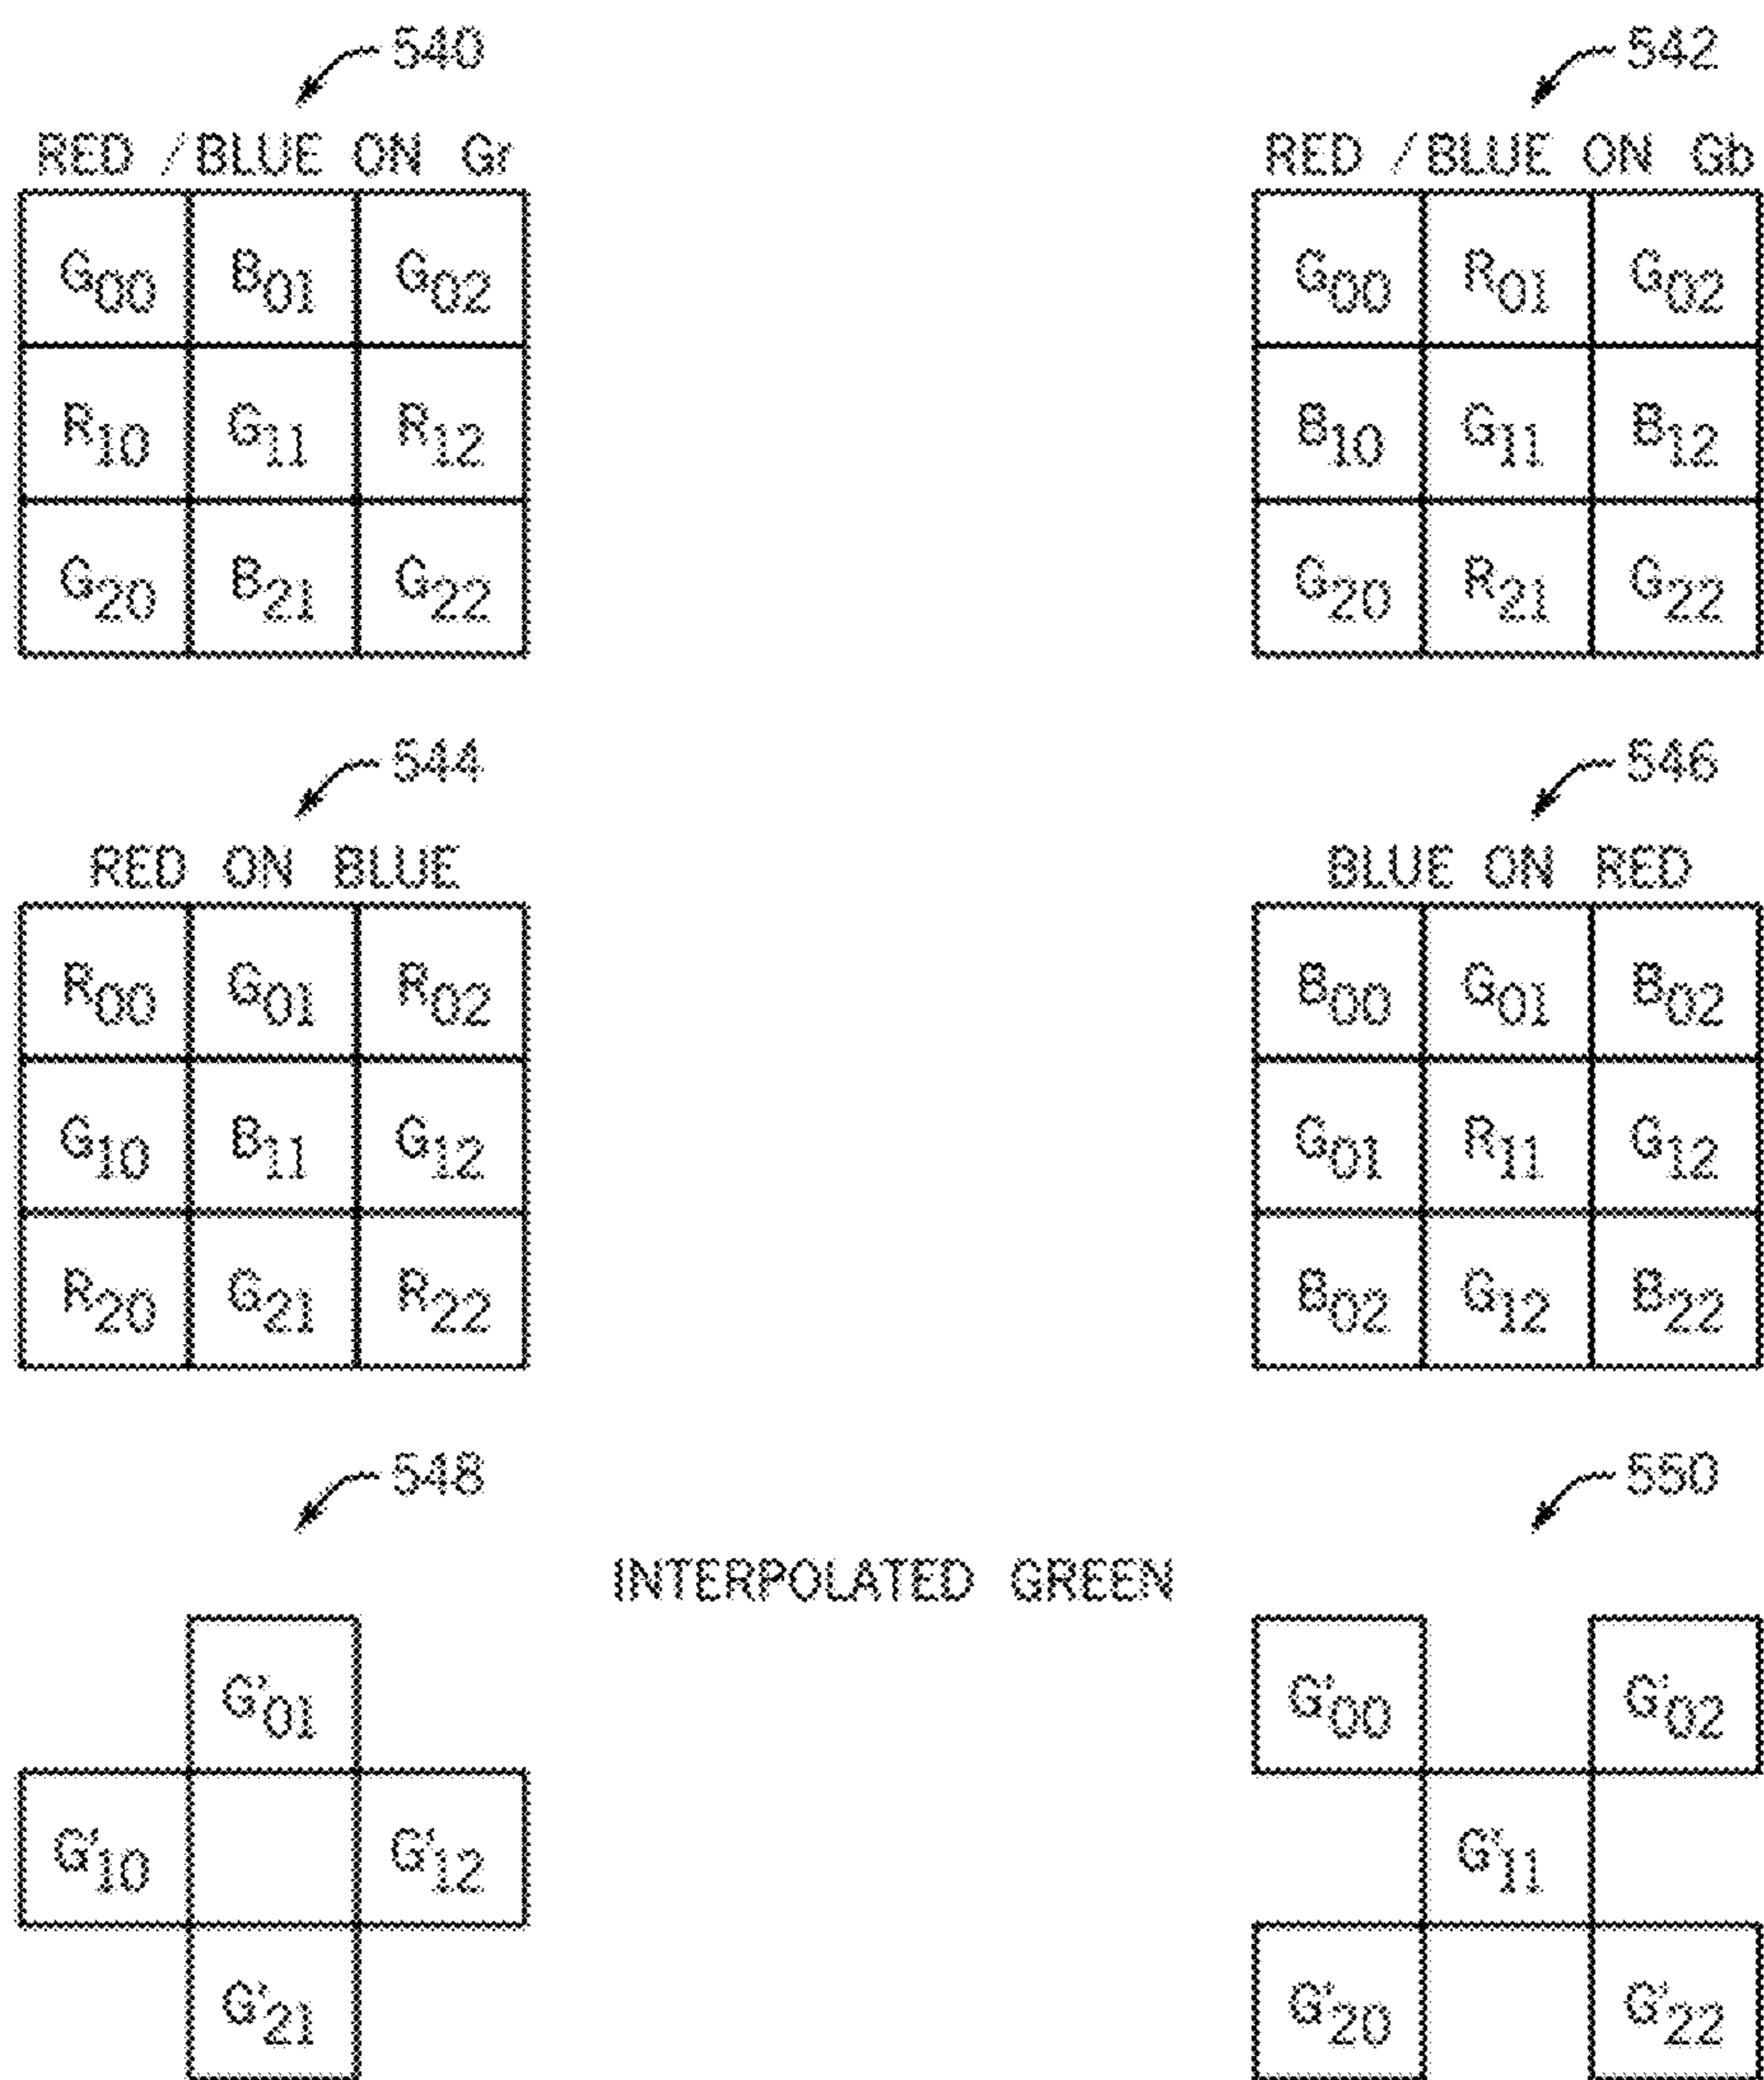 540 542
RED / BLUE ON Gr RED / BLUE ON Gb
G00 B01 G02 G00 R01 G02
R10 G11 R12 B10 G11 B12
G20 B21 G22 G20 R21 G22
544 546
RED ON BLUE BLUE ON RED
R00 G01 R02 B00 G01 B02
G10 B11 G12 G01 R11 G12
R20 G21 R22 B02 G12 B22
548 550
INTERPOLATED GREEN
G'01 G'00 G'02
G'10 G'12 G'11
G'21 G'20 G'22